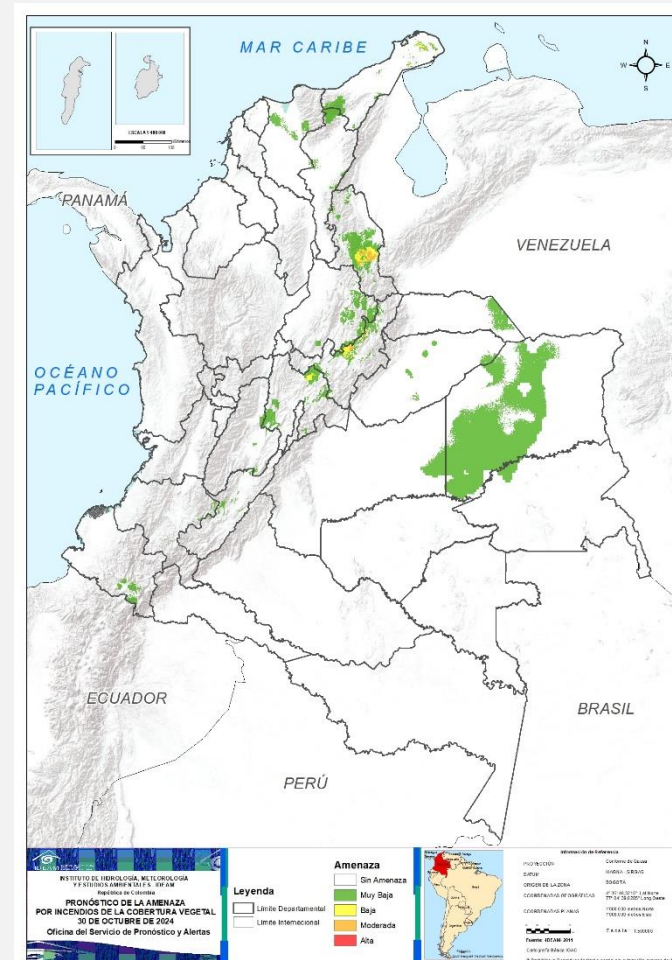 MAR CARIBE
N
W
E
S
PANAMÁ
VENEZUELA
OCÉANO
PACÍFICO
ECUADOR
BRASIL
PERÚ
INSTITUTO DE HIDROLOGÍA, METEOROLOGÍA
Y ESTUDIOS AMBIENTALES - IDEAM
República de Colombia
PRONÓSTICO DE LA AMENAZA
POR INCENDIOS DE LA COBERTURA VEGETAL
30 DE OCTUBRE DE 2024
Oficina del Servicio de Pronóstico y Alertas
Leyenda
Límite Departamental
Límite Internacional
Amenaza
Sin Amenaza
Muy Baja
Baja
Moderada
Alta
Información de Referencia
PROYECCIÓN
DATUM
ORIGEN DE LA ZONA
BOGOTÁ
COORDENADAS GEOGRÁFICAS
COORDENADAS PLANAS
Fuente: IDEAM